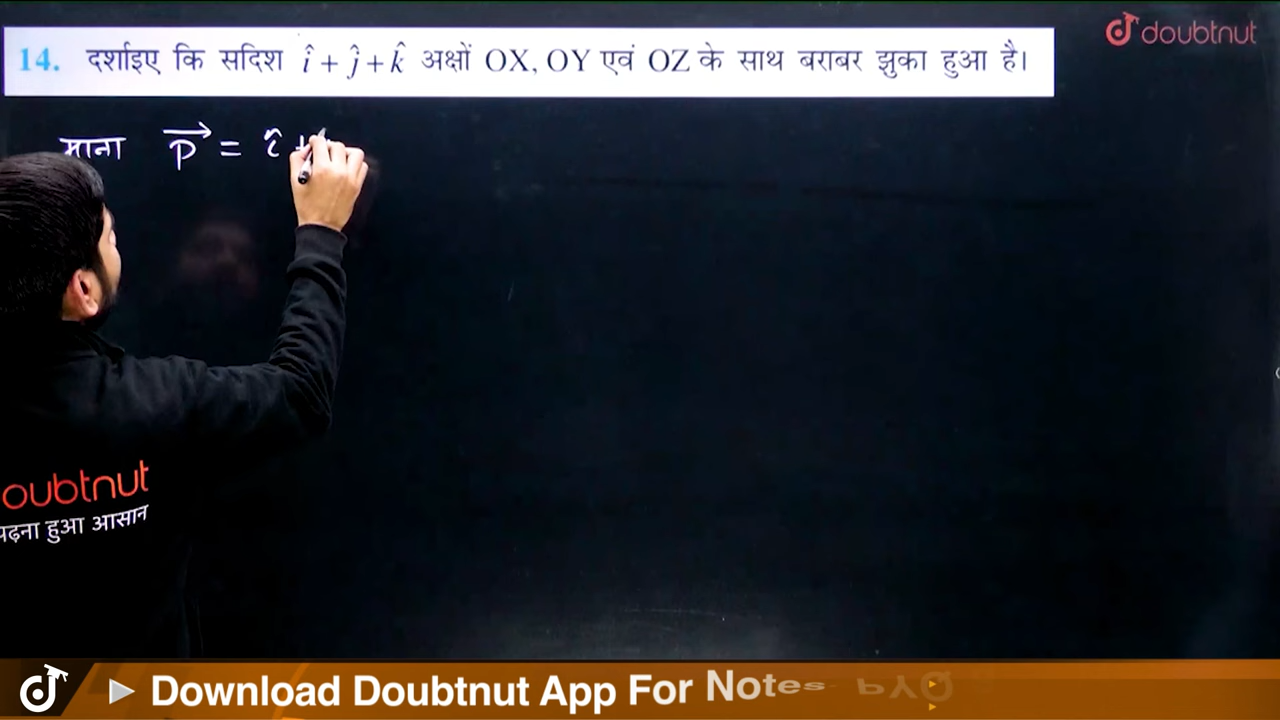 doubtnut
14. दर्शाइए कि सदिश î + ĵ + k̂ अक्षों OX, OY एवं OZ के साथ बराबर झुका हुआ है।
माना p⃗ = î +
oubtnut
पढ़ना हुआ आसान
Download Doubtnut App For Notes